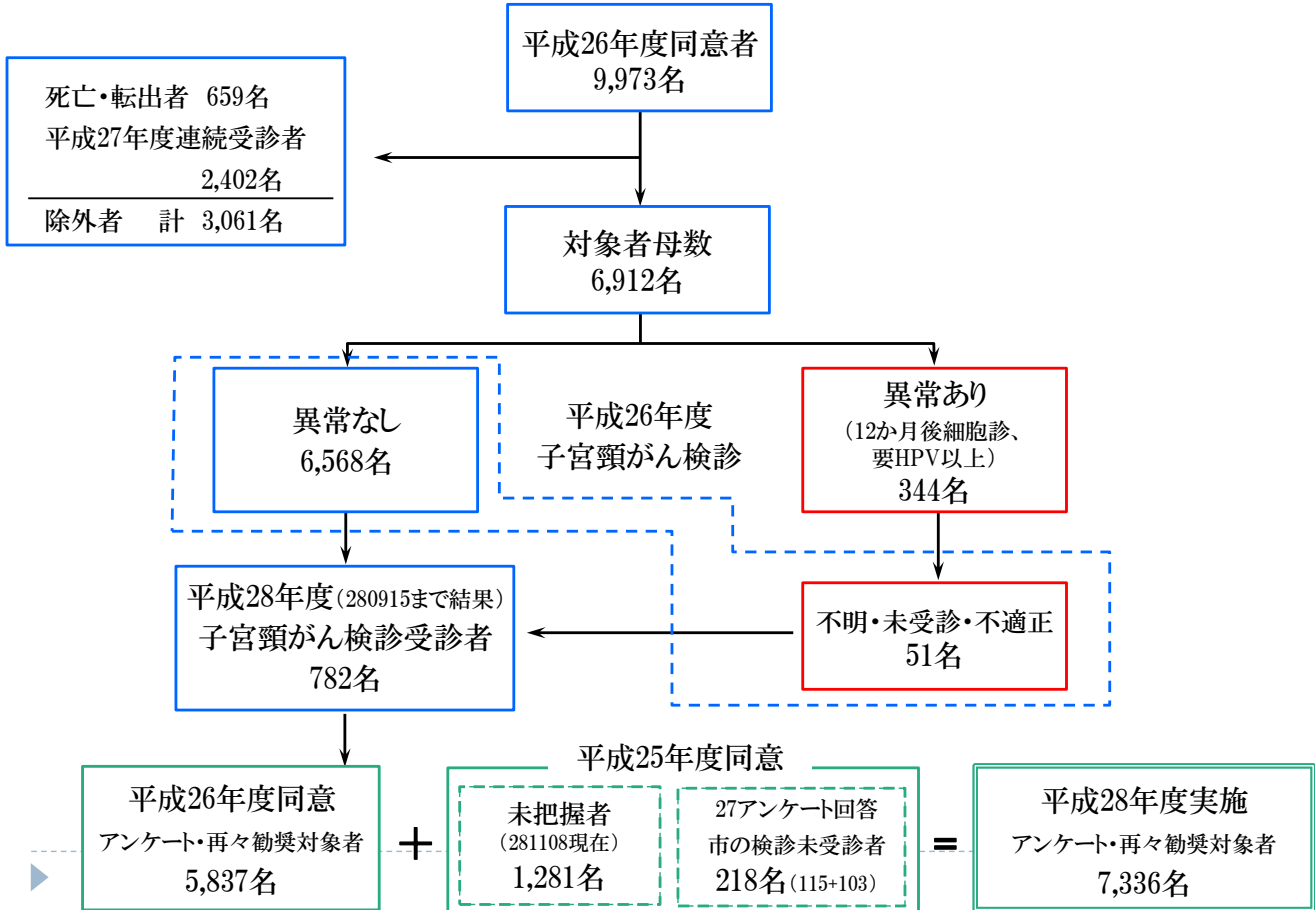 平成26年度同意者
9,973名
死亡・転出者 659名
平成27年度連続受診者
2,402名
除外者 計 3,061名
対象者母数
6,912名
異常なし
6,568名
平成26年度
子宮頸がん検診
異常あり
（12か月後細胞診、
要HPV以上）
344名
平成28年度（280915まで結果）
子宮頸がん検診受診者
782名
不明・未受診・不適正
51名
平成26年度同意
アンケート・再々勧奨対象者
5,837名
+
平成25年度同意
未把握者
（281108現在）
1,281名
27アンケート回答
市の検診未受診者
218名（115+103）
=
平成28年度実施
アンケート・再々勧奨対象者
7,336名